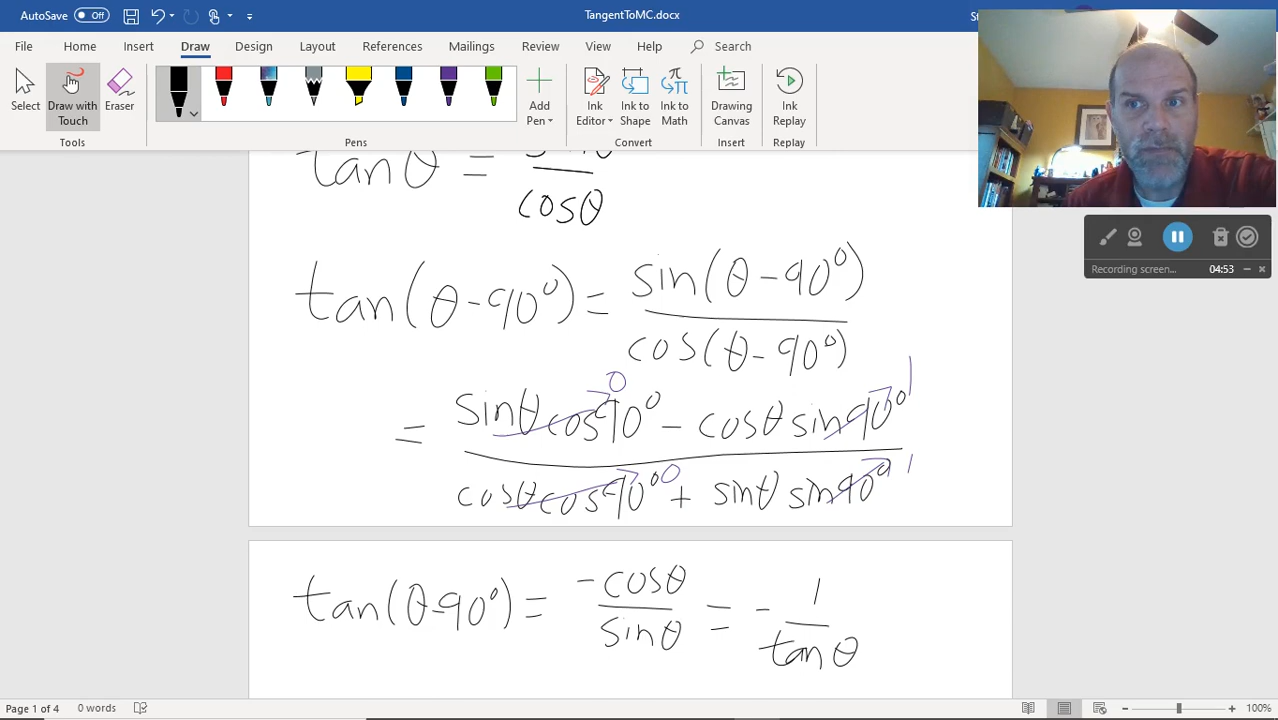 AutoSave Off TangentToMC.docx
File Home Insert Draw Design Layout References Mailings Review View Help Search
Select Draw with Touch Eraser Add Pen Ink Editor Ink to Shape Ink to Math Drawing Canvas Ink Replay
Tools Pens Convert Insert Replay
tanθ =
cosθ
tan(θ-90°) = sin(θ-90°)
cos(θ-90°)
0 1
= sinθ cos90° - cosθ sin90°
0 1
cosθ cos90° + sinθ sin90°
tan(θ-90°) = -cosθ / sinθ = - 1 / tanθ
Recording screen... 04:53
Page 1 of 4 0 words 100%